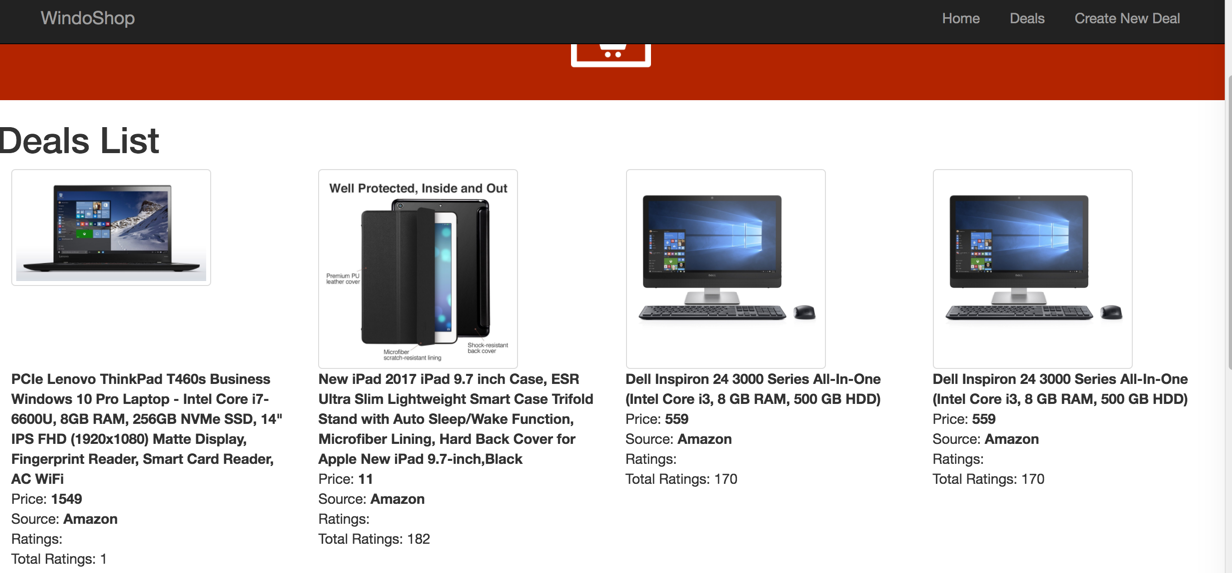 WindoShop
Home
Deals
Create New Deal
Deals List
PCIe Lenovo ThinkPad T460s Business
Windows 10 Pro Laptop - Intel Core i7-
6600U, 8GB RAM, 256GB NVMe SSD, 14"
IPS FHD (1920x1080) Matte Display,
Fingerprint Reader, Smart Card Reader,
AC WiFi
Price: 1549
Source: Amazon
Ratings:
Total Ratings: 1
Well Protected, Inside and Out
Premium PU
leather cover
Microfiber
scratch-resistant lining
Shock-resistant
back cover
New iPad 2017 iPad 9.7 inch Case, ESR
Ultra Slim Lightweight Smart Case Trifold
Stand with Auto Sleep/Wake Function,
Microfiber Lining, Hard Back Cover for
Apple New iPad 9.7-inch,Black
Price: 11
Source: Amazon
Ratings:
Total Ratings: 182
Dell Inspiron 24 3000 Series All-In-One
(Intel Core i3, 8 GB RAM, 500 GB HDD)
Price: 559
Source: Amazon
Ratings:
Total Ratings: 170
Dell Inspiron 24 3000 Series All-In-One
(Intel Core i3, 8 GB RAM, 500 GB HDD)
Price: 559
Source: Amazon
Ratings:
Total Ratings: 170